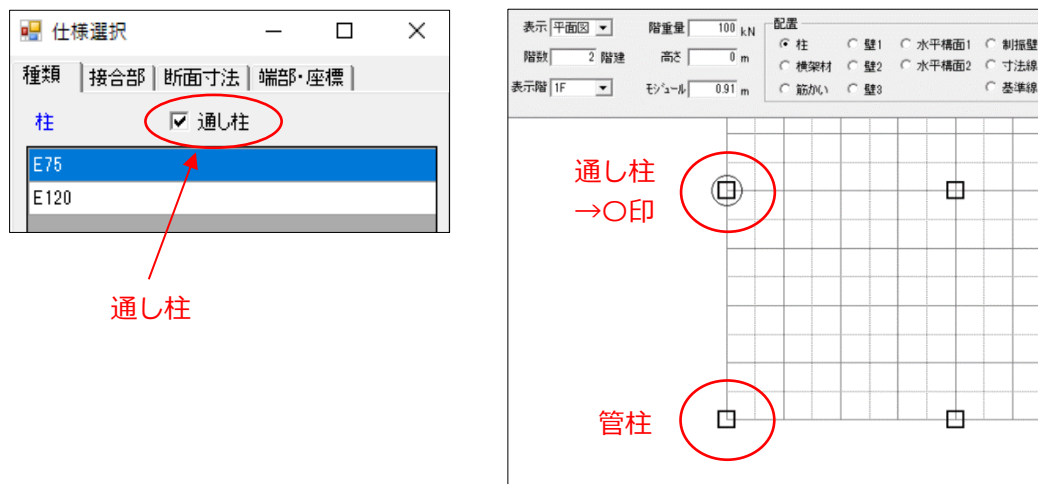 仕様選択
種類 接合部 断面寸法 端部・座標
柱 通し柱
E75
E120
通し柱
表示 平面図 階重量 100 kN
階数 2 階建 高さ 0 m
表示階 1F モジュール 0.91 m
配置
柱 壁1 水平構面1 制振壁
横架材 壁2 水平構面2 寸法線
筋かい 壁3 基準線
通し柱
→〇印
管柱